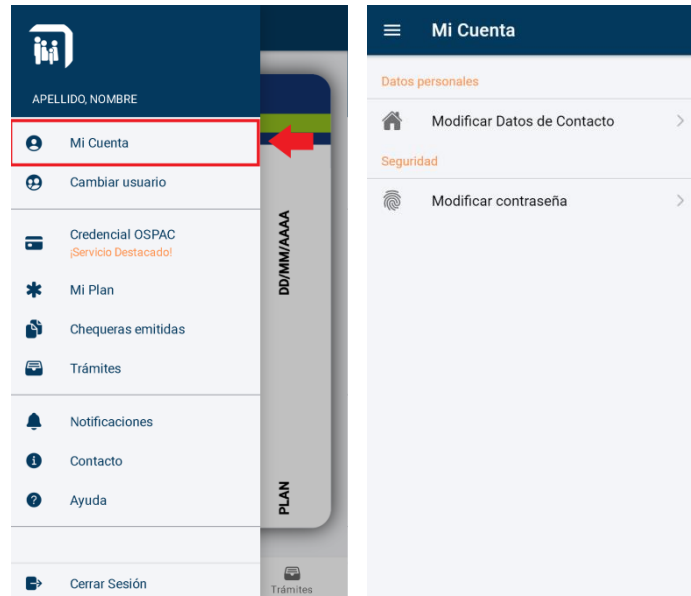 APELLIDO, NOMBRE
Mi Cuenta
Cambiar usuario
Credencial OSPAC
¡Servicio Destacado!
Mi Plan
Chequeras emitidas
Trámites
Notificaciones
Contacto
Ayuda
Cerrar Sesión
DD/MM/AAAA
PLAN
Trámites
Mi Cuenta
Datos personales
Modificar Datos de Contacto
Seguridad
Modificar contraseña